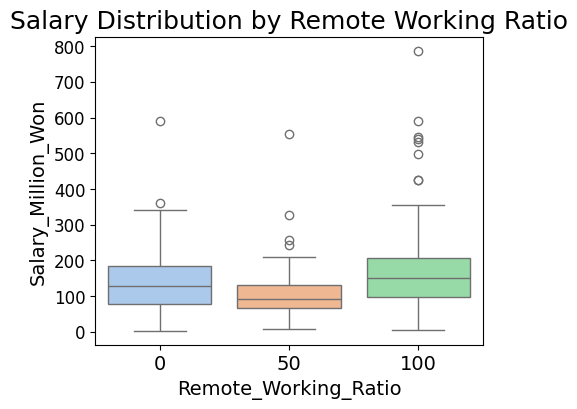 Salary Distribution by Remote Working Ratio
Salary_Million_Won
800
700
600
500
400
300
200
100
0
0 50 100
Remote_Working_Ratio